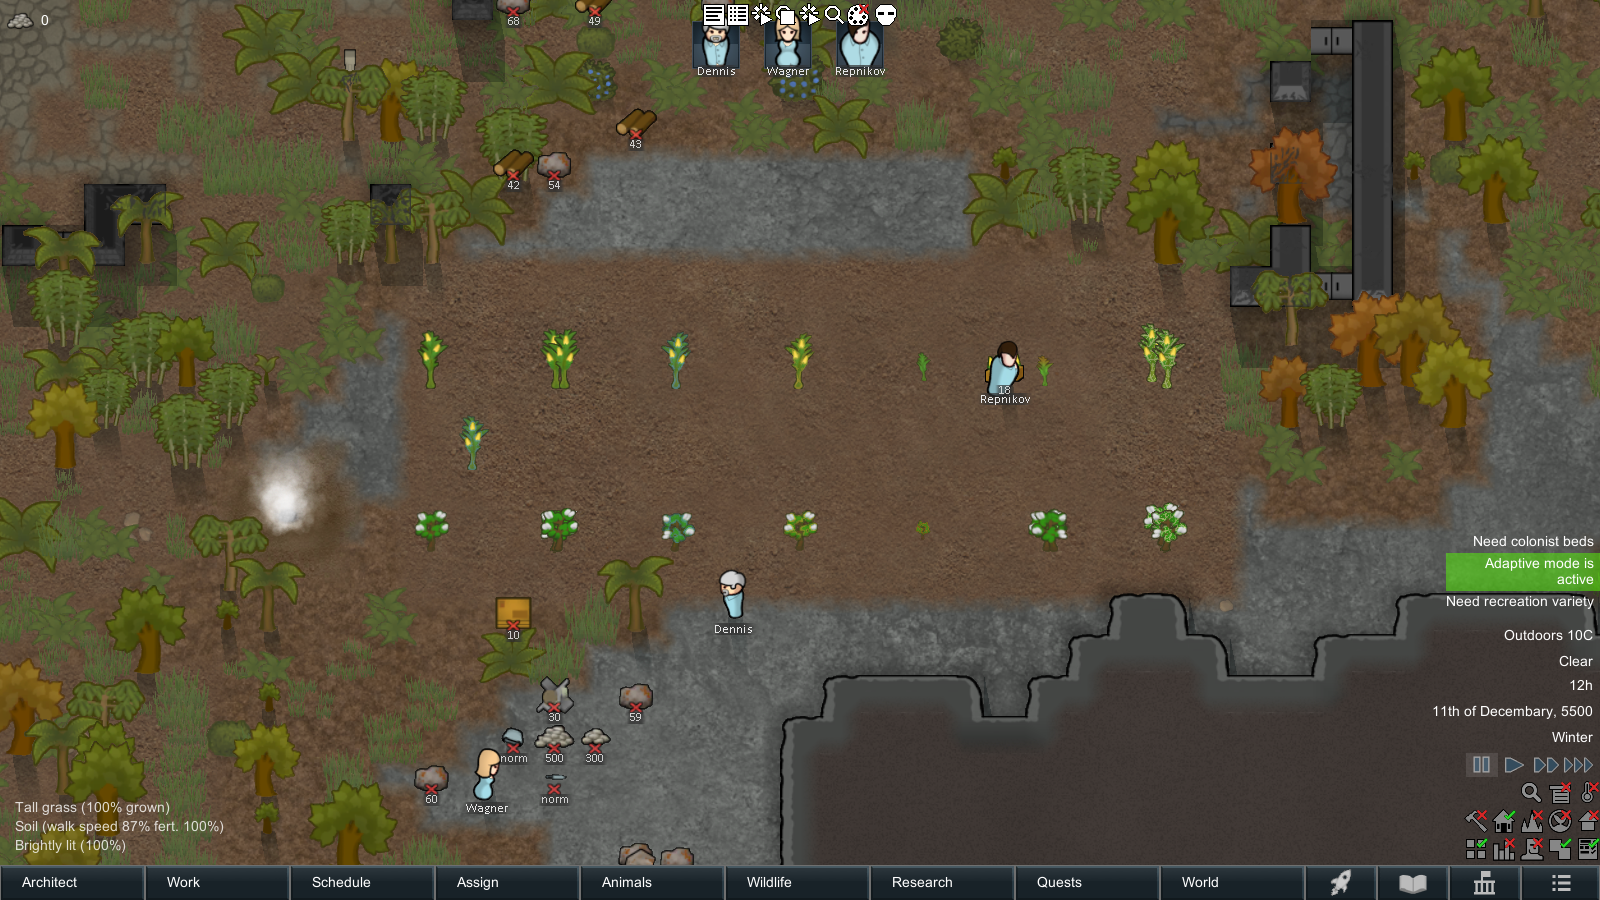 0
68
49
Dennis
Wagner
Repnikov
43
42
54
18
Repnikov
10
Dennis
30
59
norm
500
300
60
norm
Wagner
Need colonist beds
Adaptive mode is
active
Need recreation variety
Outdoors 10C
Clear
12h
11th of Decembary, 5500
Winter
Tall grass (100% grown)
Soil (walk speed 87% fert. 100%)
Brightly lit (100%)
Architect
Work
Schedule
Assign
Animals
Wildlife
Research
Quests
World